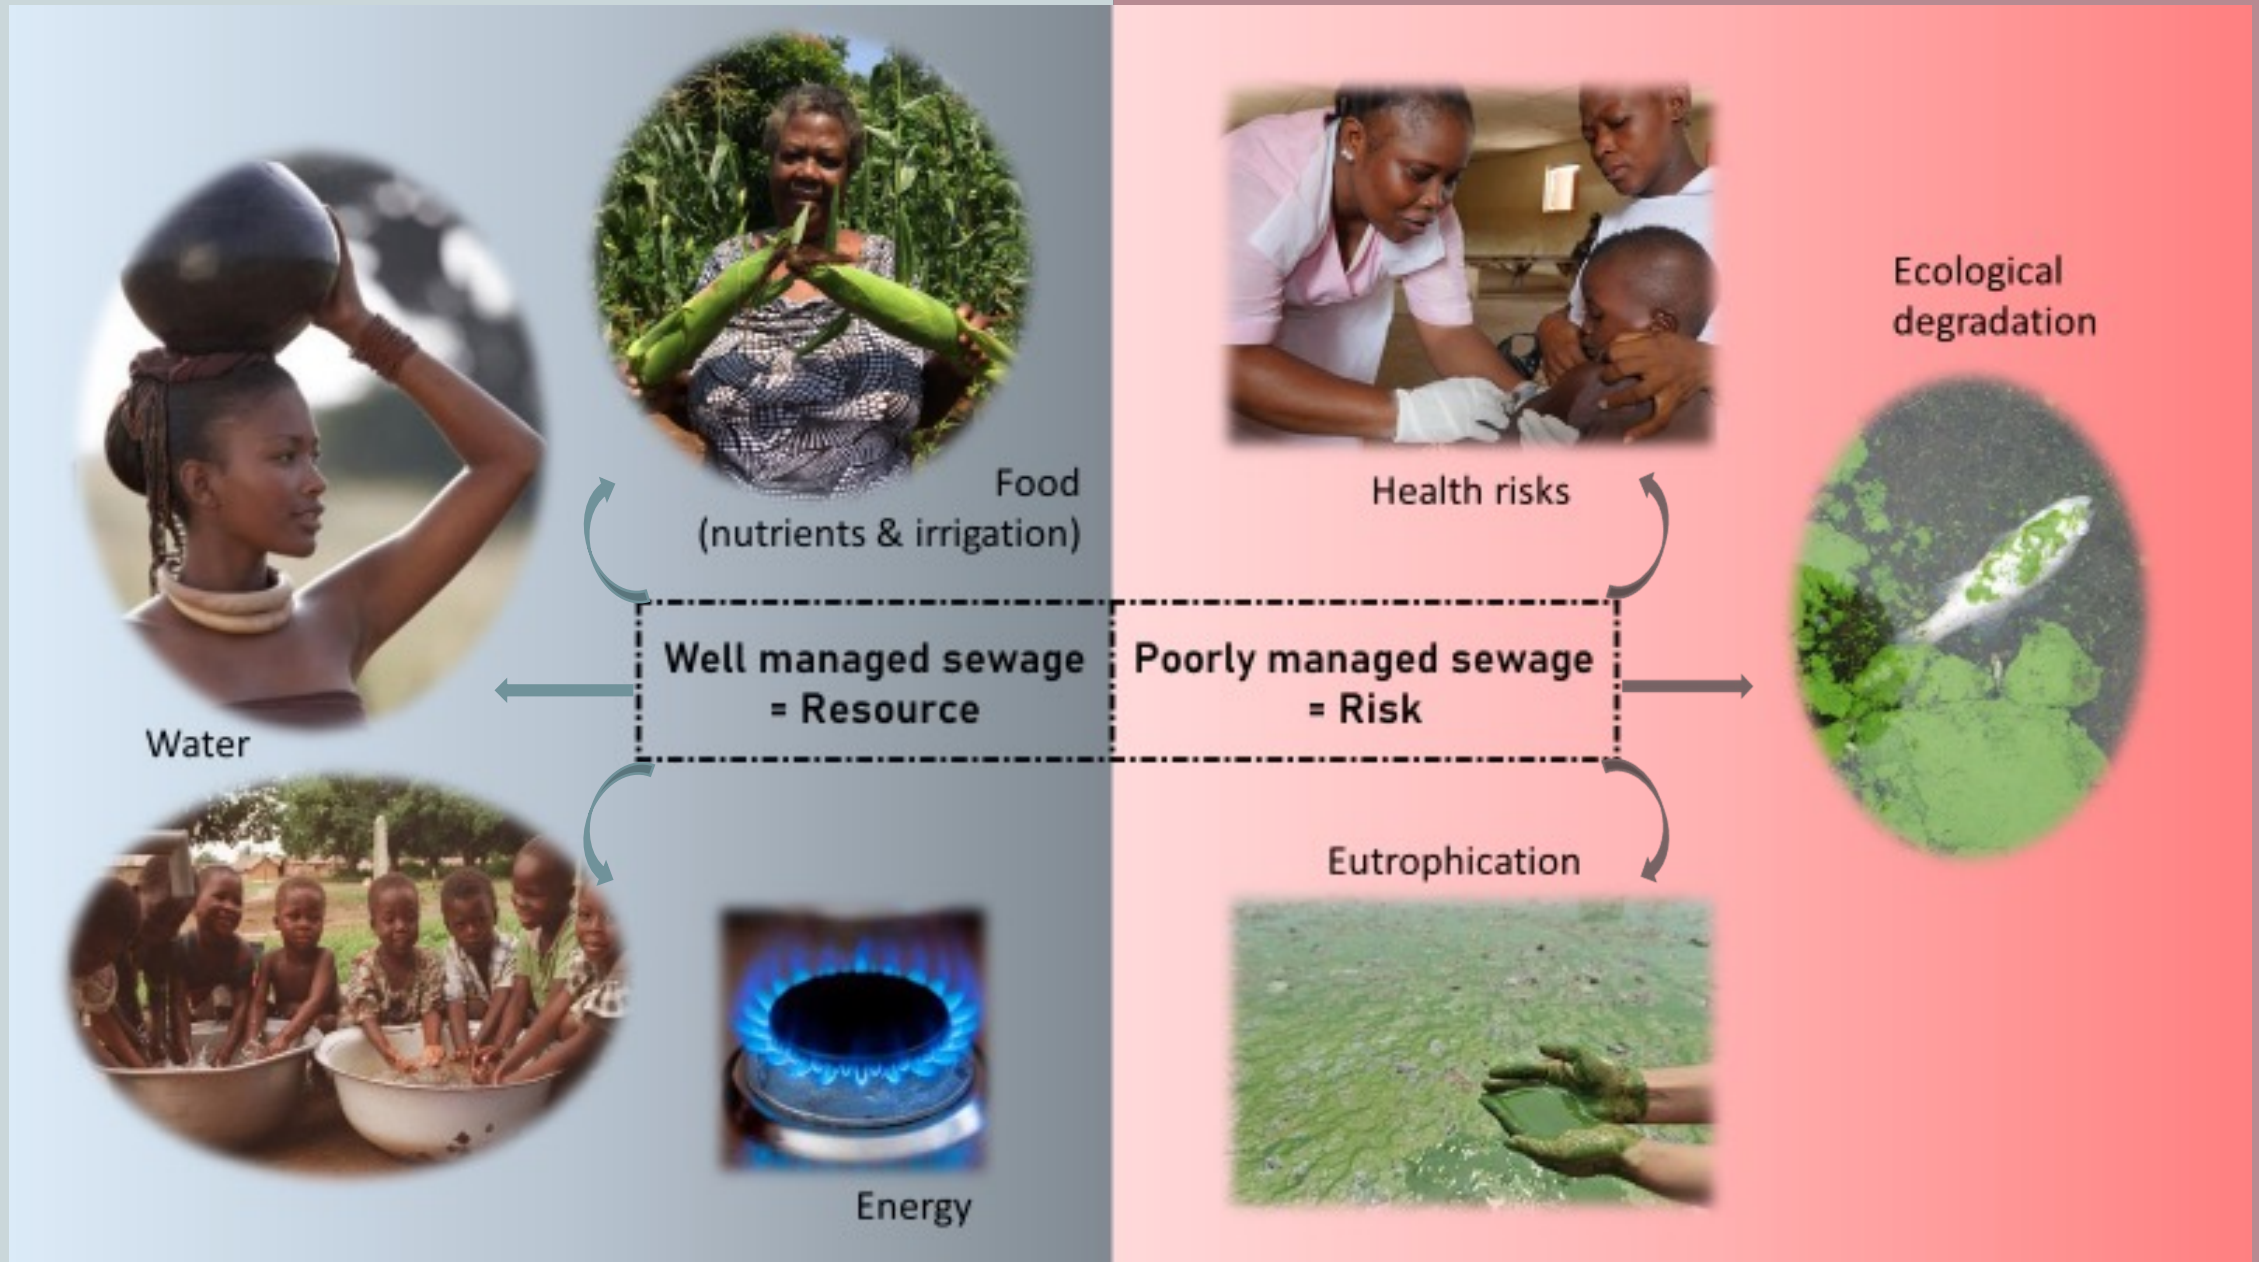 Food
(nutrients & irrigation)
Water
Well managed sewage
= Resource
Energy
Health risks
Ecological
degradation
Poorly managed sewage
= Risk
Eutrophication